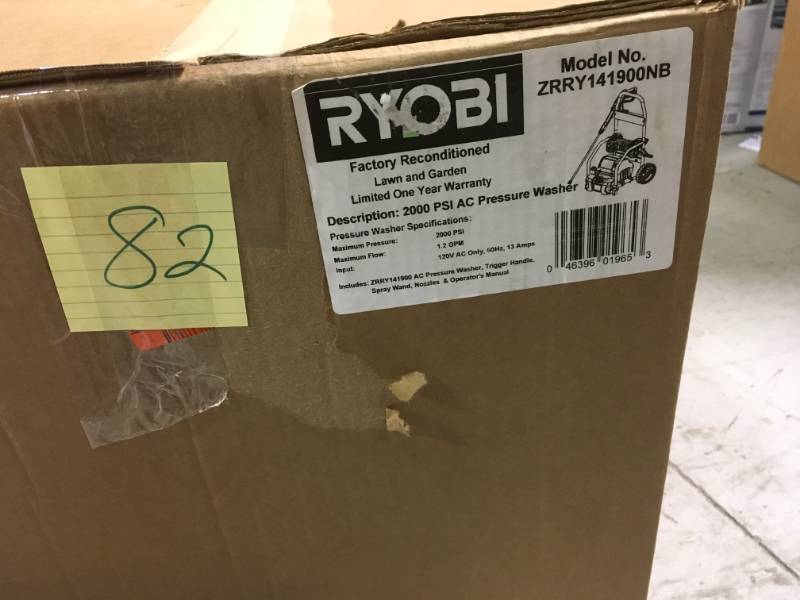 RYOBI
Model No.
ZRRY141900NB
Factory Reconditioned
Lawn and Garden
Limited One Year Warranty
Description: 2000 PSI AC Pressure Washer
Pressure Washer Specifications:
Maximum Pressure: 2000 PSI
Maximum Flow: 1.2 GPM
Input: 120V AC Only, 60Hz, 13 Amps
Includes: ZRRY141900 AC Pressure Washer, Trigger Handle,
Spray Wand, Nozzles & Operator's Manual
0 46396 01965 3
82